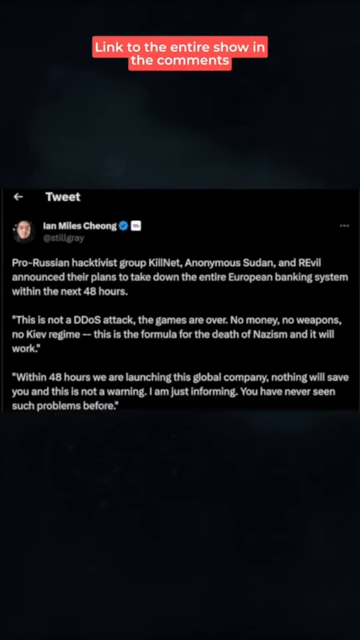 Link to the entire show in
the comments
Tweet
Ian Miles Cheong
@stillgray
Pro-Russian hacktivist group KillNet, Anonymous Sudan, and REvil
announced their plans to take down the entire European banking system
within the next 48 hours.
"This is not a DDoS attack, the games are over. No money, no weapons,
no Kiev regime -- this is the formula for the death of Nazism and it will
work."
"Within 48 hours we are launching this global company, nothing will save
you and this is not a warning. I am just informing. You have never seen
such problems before."